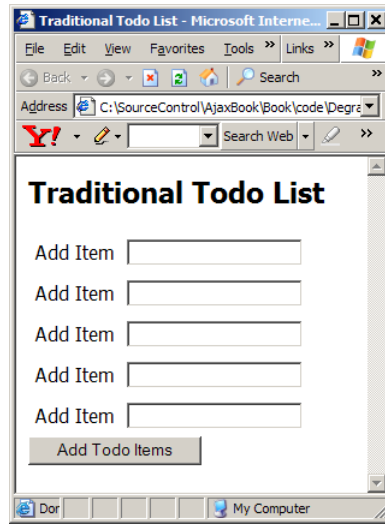 Traditional Todo List - Microsoft Interne...
File Edit View Favorites Tools » Links »
Back Search »
Address C:\SourceControl\AjaxBook\Book\code\Degra
Y! Search Web »
Traditional Todo List
Add Item
Add Item
Add Item
Add Item
Add Item
Add Todo Items
Dor My Computer